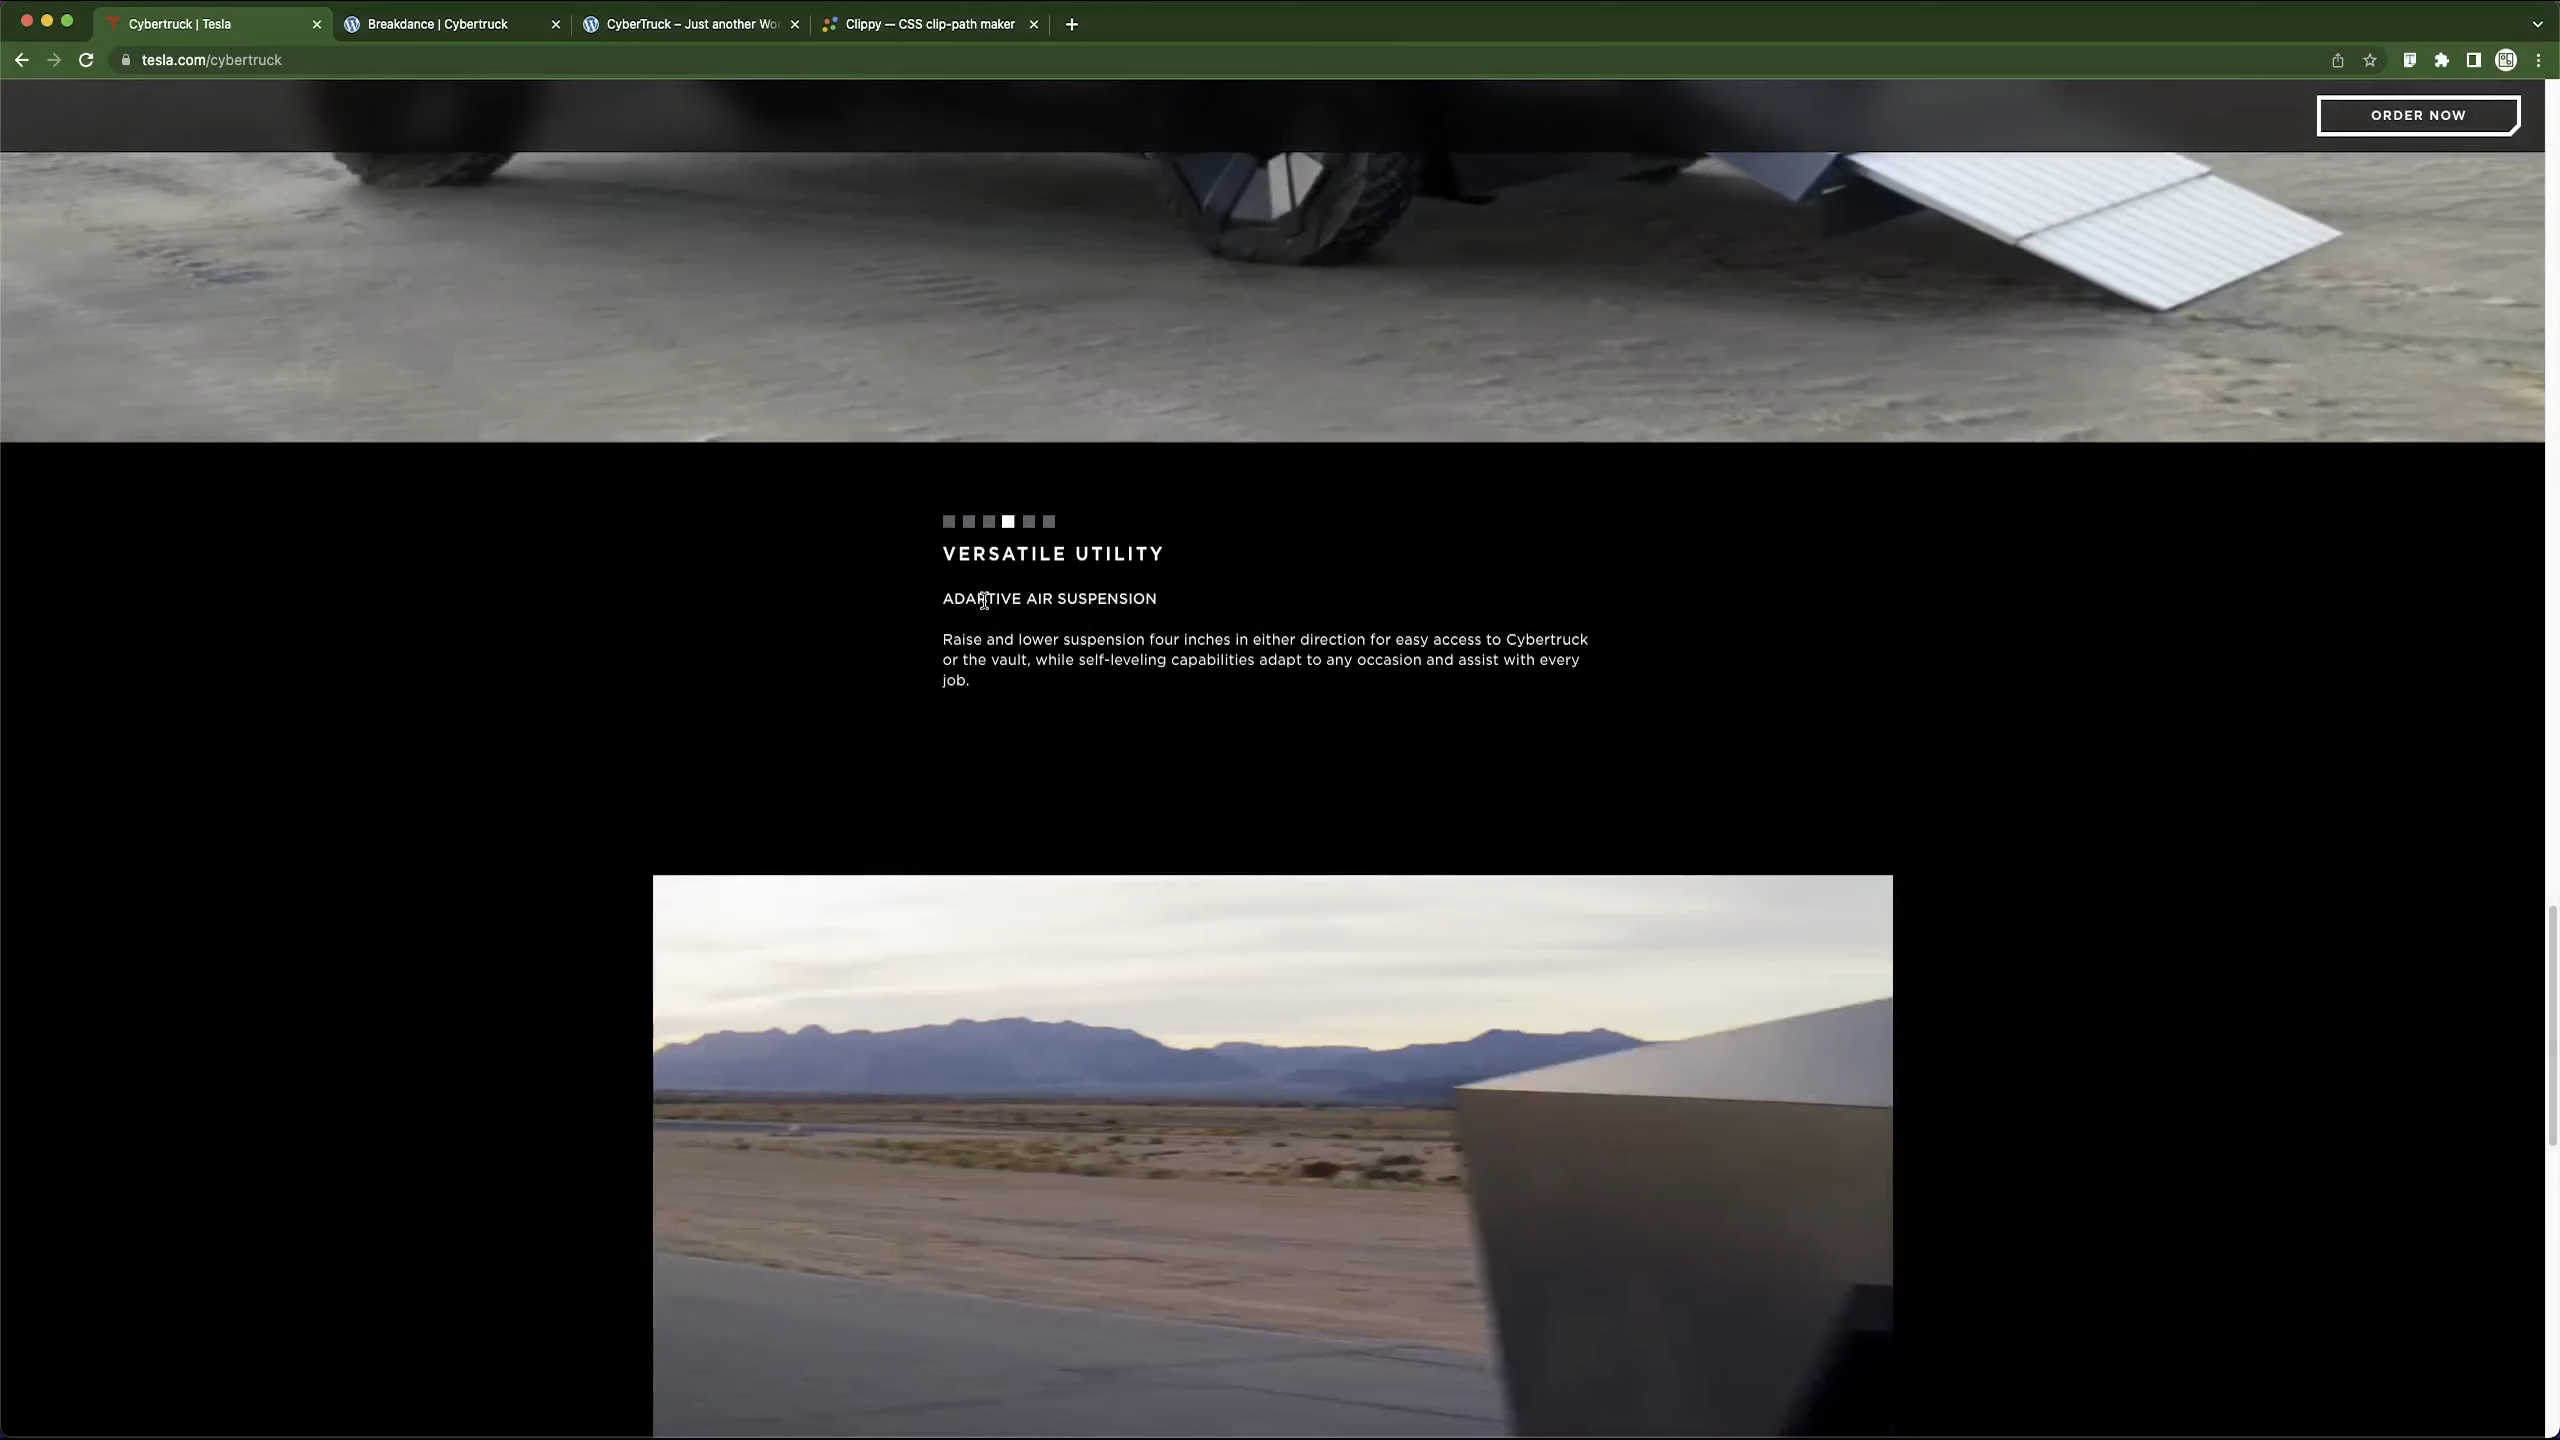 Cybertruck | Tesla
Breakdance | Cybertruck
CyberTruck – Just another Wor
Clippy — CSS clip-path maker
tesla.com/cybertruck
ORDER NOW
VERSATILE UTILITY
ADAPTIVE AIR SUSPENSION
Raise and lower suspension four inches in either direction for easy access to Cybertruck
or the vault, while self-leveling capabilities adapt to any occasion and assist with every
job.